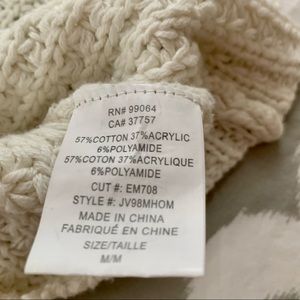 RN# 99064
CA# 37757
57%COTTON 37%ACRYLIC
6%POLYAMIDE
57%COTON 37%ACRYLIQUE
6%POLYAMIDE
CUT #: EM708
STYLE #: JV98MHOM
MADE IN CHINA
FABRIQUÉ EN CHINE
SIZE/TAILLE
M/M